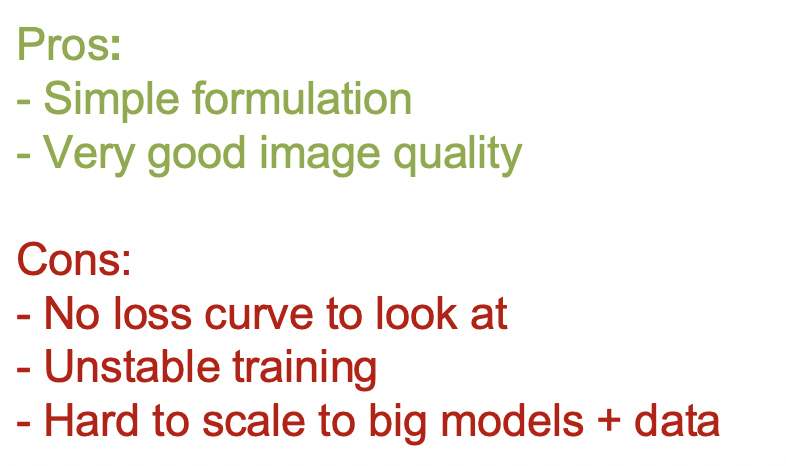 Pros:
- Simple formulation
- Very good image quality
Cons:
- No loss curve to look at
- Unstable training
- Hard to scale to big models + data